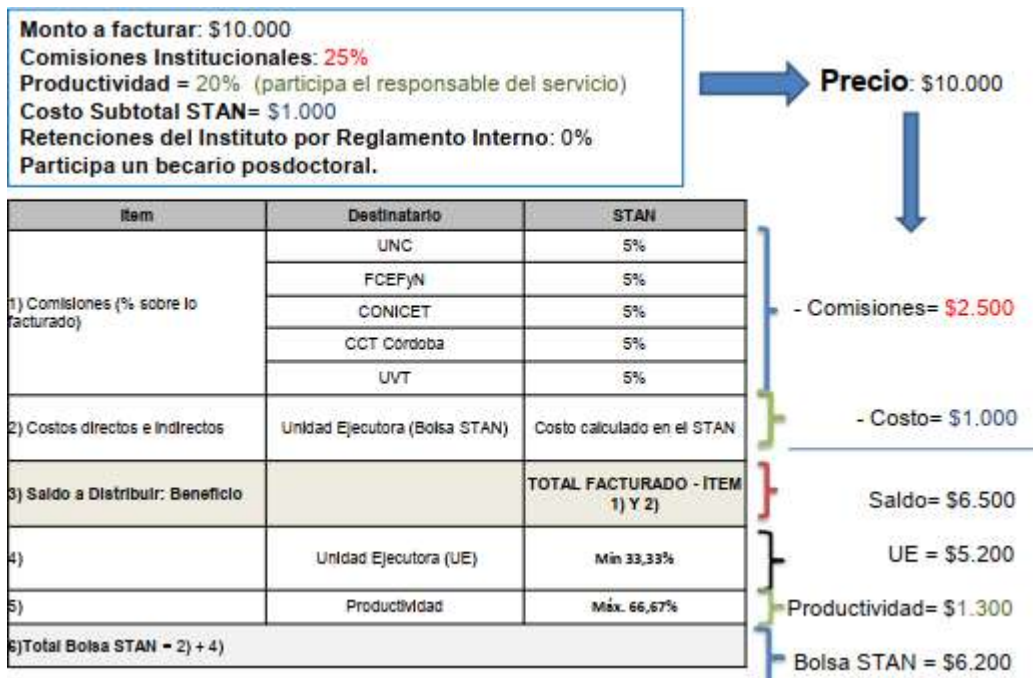 Monto a facturar: $10.000
Comisiones Institucionales: 25%
Productividad = 20% (participa el responsable del servicio)
Costo Subtotal STAN= $1.000
Retenciones del Instituto por Reglamento Interno: 0%
Participa un becario posdoctoral.
Precio: $10.000
Item Destinatario STAN
1) Comisiones (% sobre lo
facturado)
UNC 5%
FCEFyN 5%
CONICET 5%
CCT Córdoba 5%
UVT 5%
- Comisiones= $2.500
2) Costos directos e indirectos Unidad Ejecutora (Bolsa STAN) Costo calculado en el STAN
- Costo= $1.000
3) Saldo a Distribuir: Beneficio
TOTAL FACTURADO - ÍTEM
1) Y 2)
Saldo= $6.500
4) Unidad Ejecutora (UE) Min 33,33%
UE = $5.200
5) Productividad Máx. 66,67%
Productividad= $1.300
6)Total Bolsa STAN = 2) + 4)
Bolsa STAN = $6.200